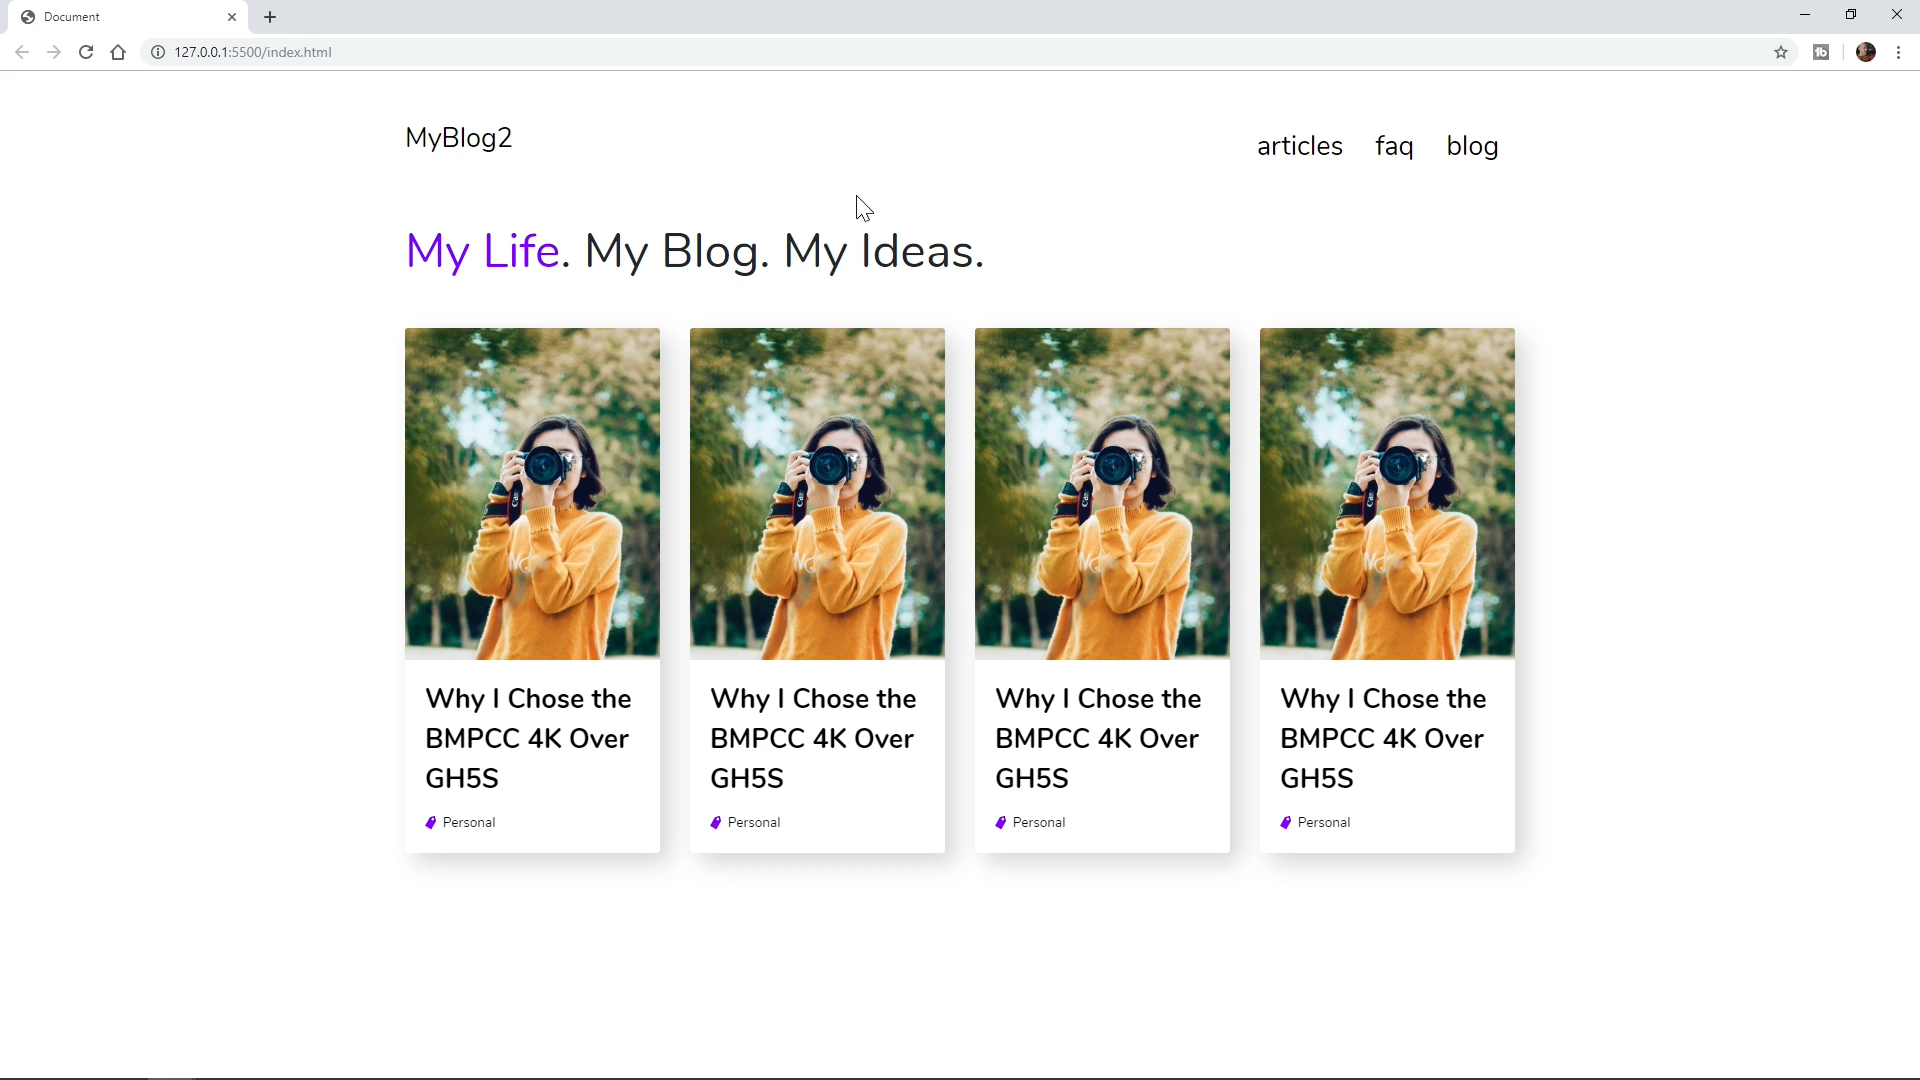 Document
127.0.0.1:5500/index.html
MyBlog2
articles faq blog
My Life. My Blog. My Ideas.
Why I Chose the
BMPCC 4K Over
GH5S
Personal
Why I Chose the
BMPCC 4K Over
GH5S
Personal
Why I Chose the
BMPCC 4K Over
GH5S
Personal
Why I Chose the
BMPCC 4K Over
GH5S
Personal